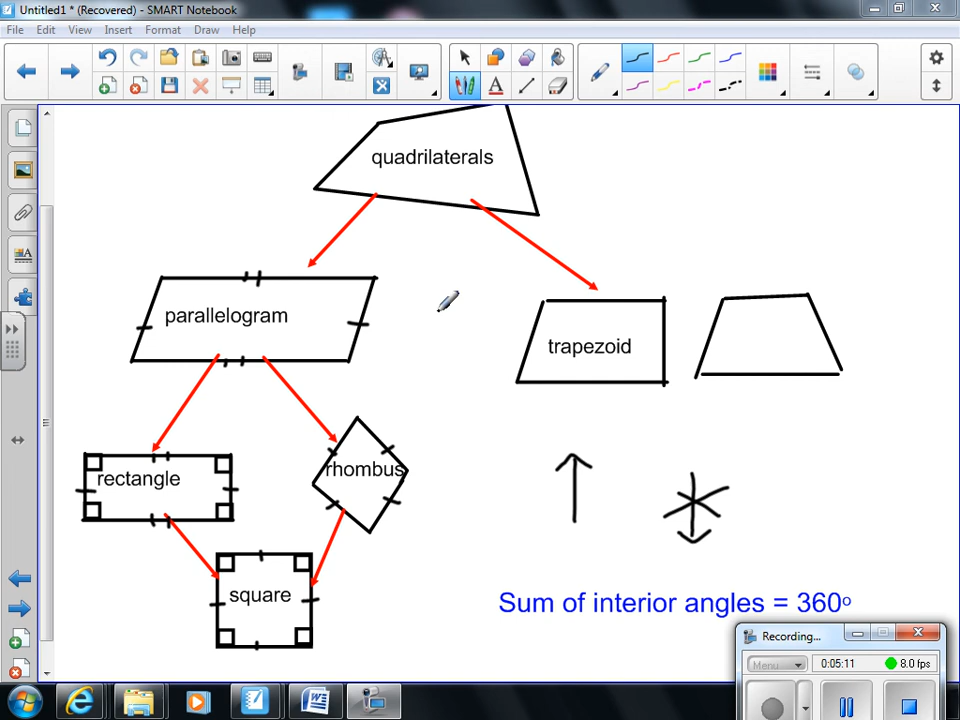 Untitled1 * (Recovered) - SMART Notebook
File Edit View Insert Format Draw Help
quadrilaterals
parallelogram
trapezoid
rectangle
rhombus
square
Sum of interior angles = 360º
Recording...
0:05:11 8.0 fps
Menu